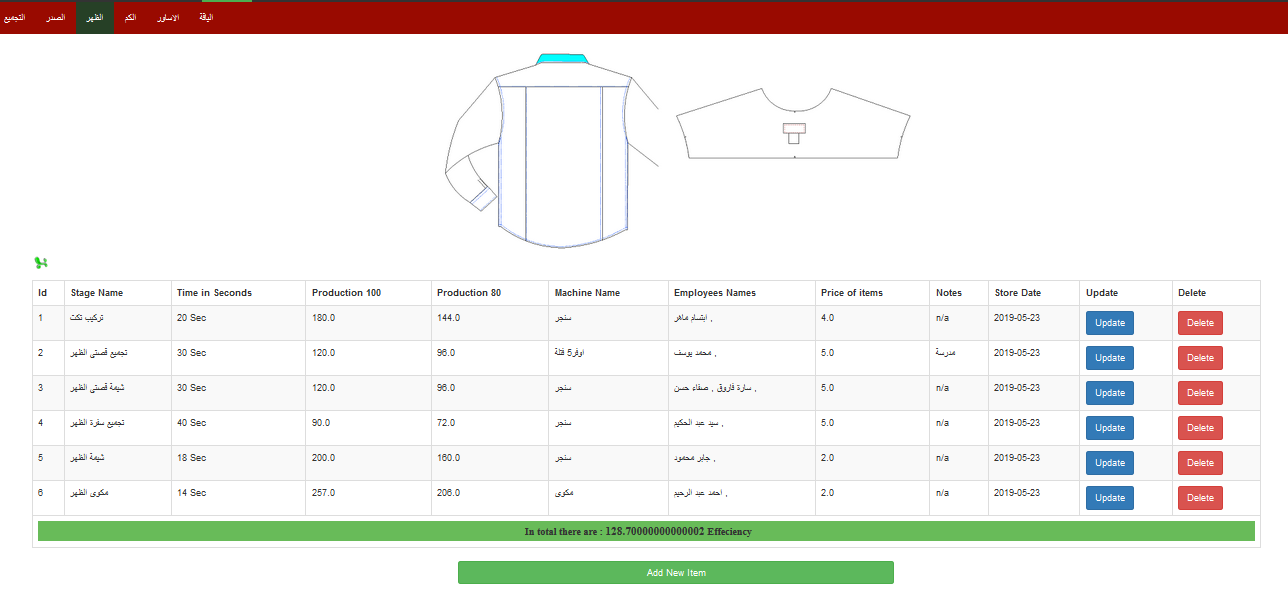 التجميع الصدر الظهر الكم الاساور الياقة
Id Stage Name Time in Seconds Production 100 Production 80 Machine Name Employees Names Price of items Notes Store Date Update Delete
1 تركيب تكت 20 Sec 180.0 144.0 سنجر ابتسام ماهر , 4.0 n/a 2019-05-23 Update Delete
2 تجميع قصتى الظهر 30 Sec 120.0 96.0 اوفر5 فتلة محمد يوسف , 5.0 مدرسة 2019-05-23 Update Delete
3 شيمة قصتى الظهر 30 Sec 120.0 96.0 سنجر سارة فاروق , صفاء حسن , 5.0 n/a 2019-05-23 Update Delete
4 تجميع سفرة الظهر 40 Sec 90.0 72.0 سنجر سيد عبد الحكيم , 5.0 n/a 2019-05-23 Update Delete
5 شيمة الظهر 18 Sec 200.0 160.0 سنجر جابر محمود , 2.0 n/a 2019-05-23 Update Delete
6 مكوى الظهر 14 Sec 257.0 206.0 مكوى احمد عبد الرحيم , 2.0 n/a 2019-05-23 Update Delete
In total there are : 128.70000000000002 Effeciency
Add New Item